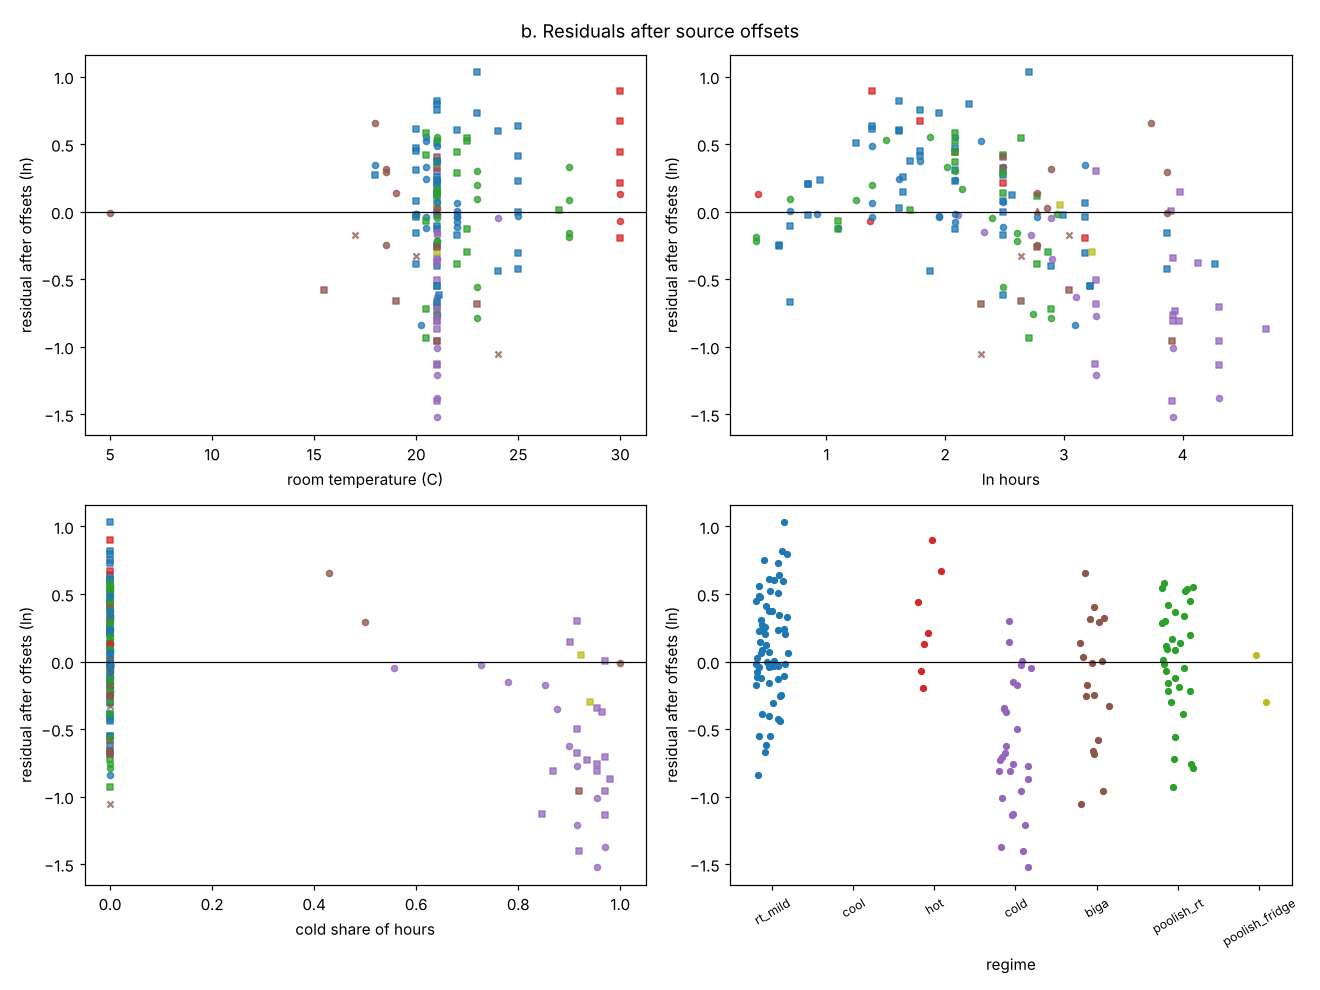 b. Residuals after source offsets
residual after offsets (ln)
1.0
0.5
0.0
−0.5
−1.0
−1.5
5
10
15
20
25
30
room temperature (C)
residual after offsets (ln)
1.0
0.5
0.0
−0.5
−1.0
−1.5
1
2
3
4
ln hours
residual after offsets (ln)
1.0
0.5
0.0
−0.5
−1.0
−1.5
0.0
0.2
0.4
0.6
0.8
1.0
cold share of hours
residual after offsets (ln)
1.0
0.5
0.0
−0.5
−1.0
−1.5
rt_mild
cool
hot
cold
biga
poolish_rt
poolish_fridge
regime